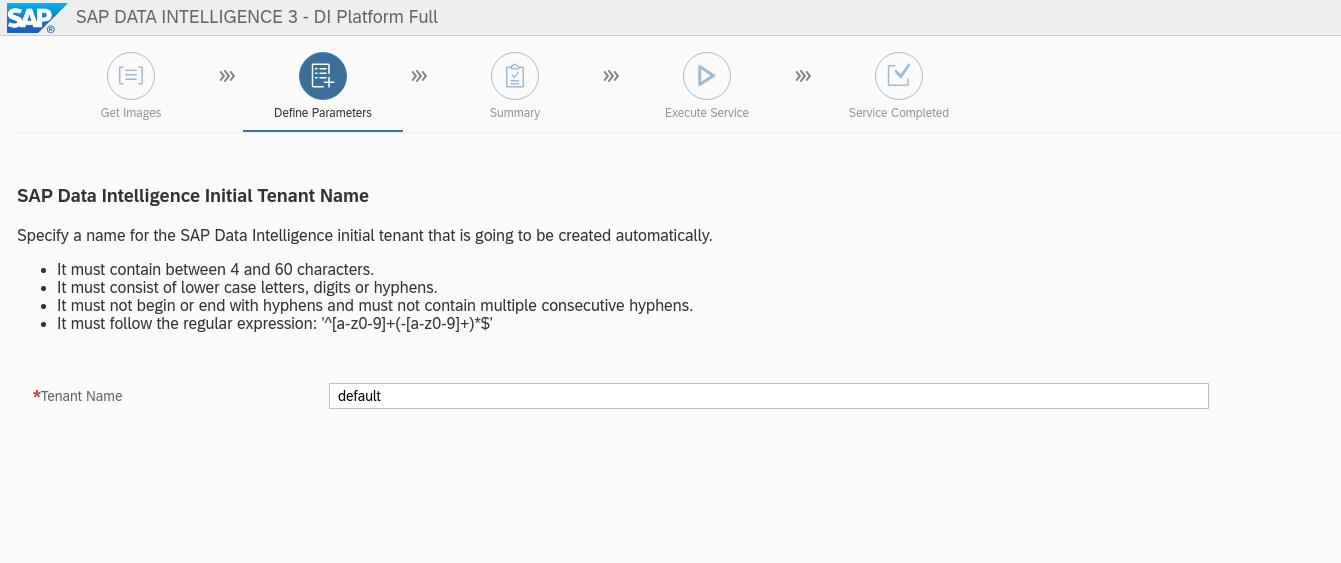 SAP® SAP DATA INTELLIGENCE 3 - DI Platform Full
Get Images Define Parameters Summary Execute Service Service Completed
SAP Data Intelligence Initial Tenant Name
Specify a name for the SAP Data Intelligence initial tenant that is going to be created automatically.
• It must contain between 4 and 60 characters.
• It must consist of lower case letters, digits or hyphens.
• It must not begin or end with hyphens and must not contain multiple consecutive hyphens.
• It must follow the regular expression: '^[a-z0-9]+(-[a-z0-9]+)*$'
*Tenant Name default